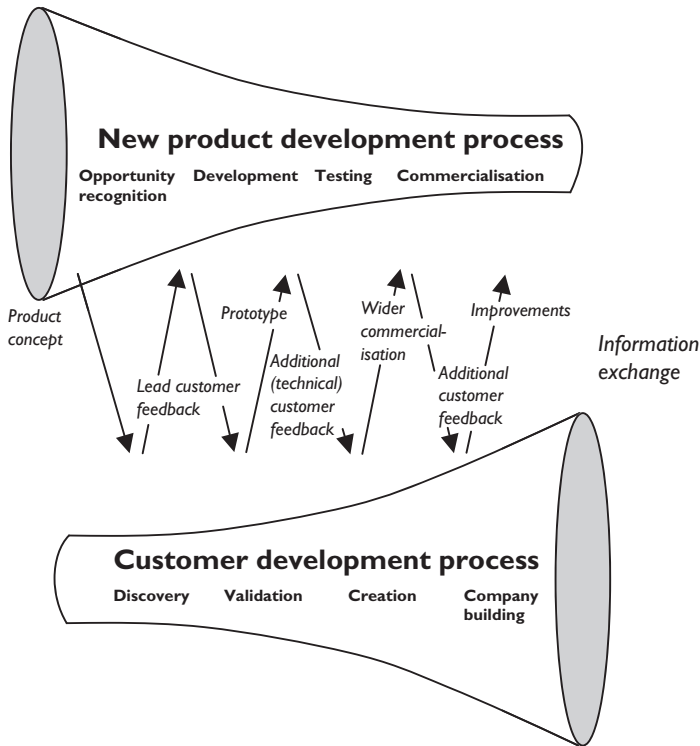 New product development process
Opportunity
recognition
Development
Testing
Commercialisation
Product
concept
Lead customer
feedback
Prototype
Additional
(technical)
customer
feedback
Wider
commercial-
isation
Additional
customer
feedback
Improvements
Information
exchange
Customer development process
Discovery
Validation
Creation
Company
building